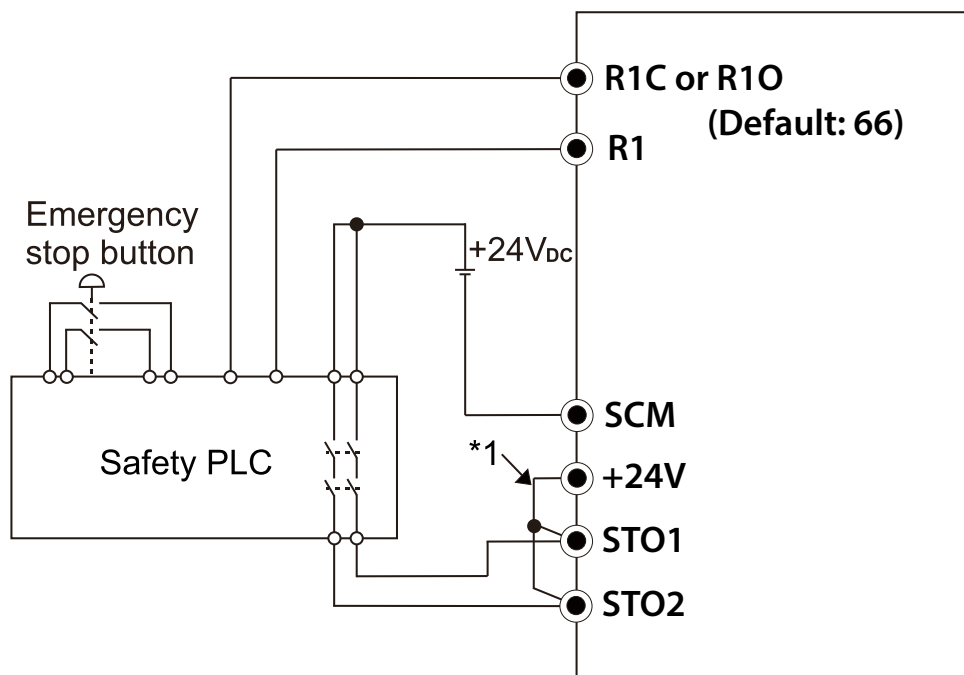 R1C or R1O
(Default: 66)
R1
Emergency
stop button
+24VDC
SCM
*1
+24V
Safety PLC
STO1
STO2